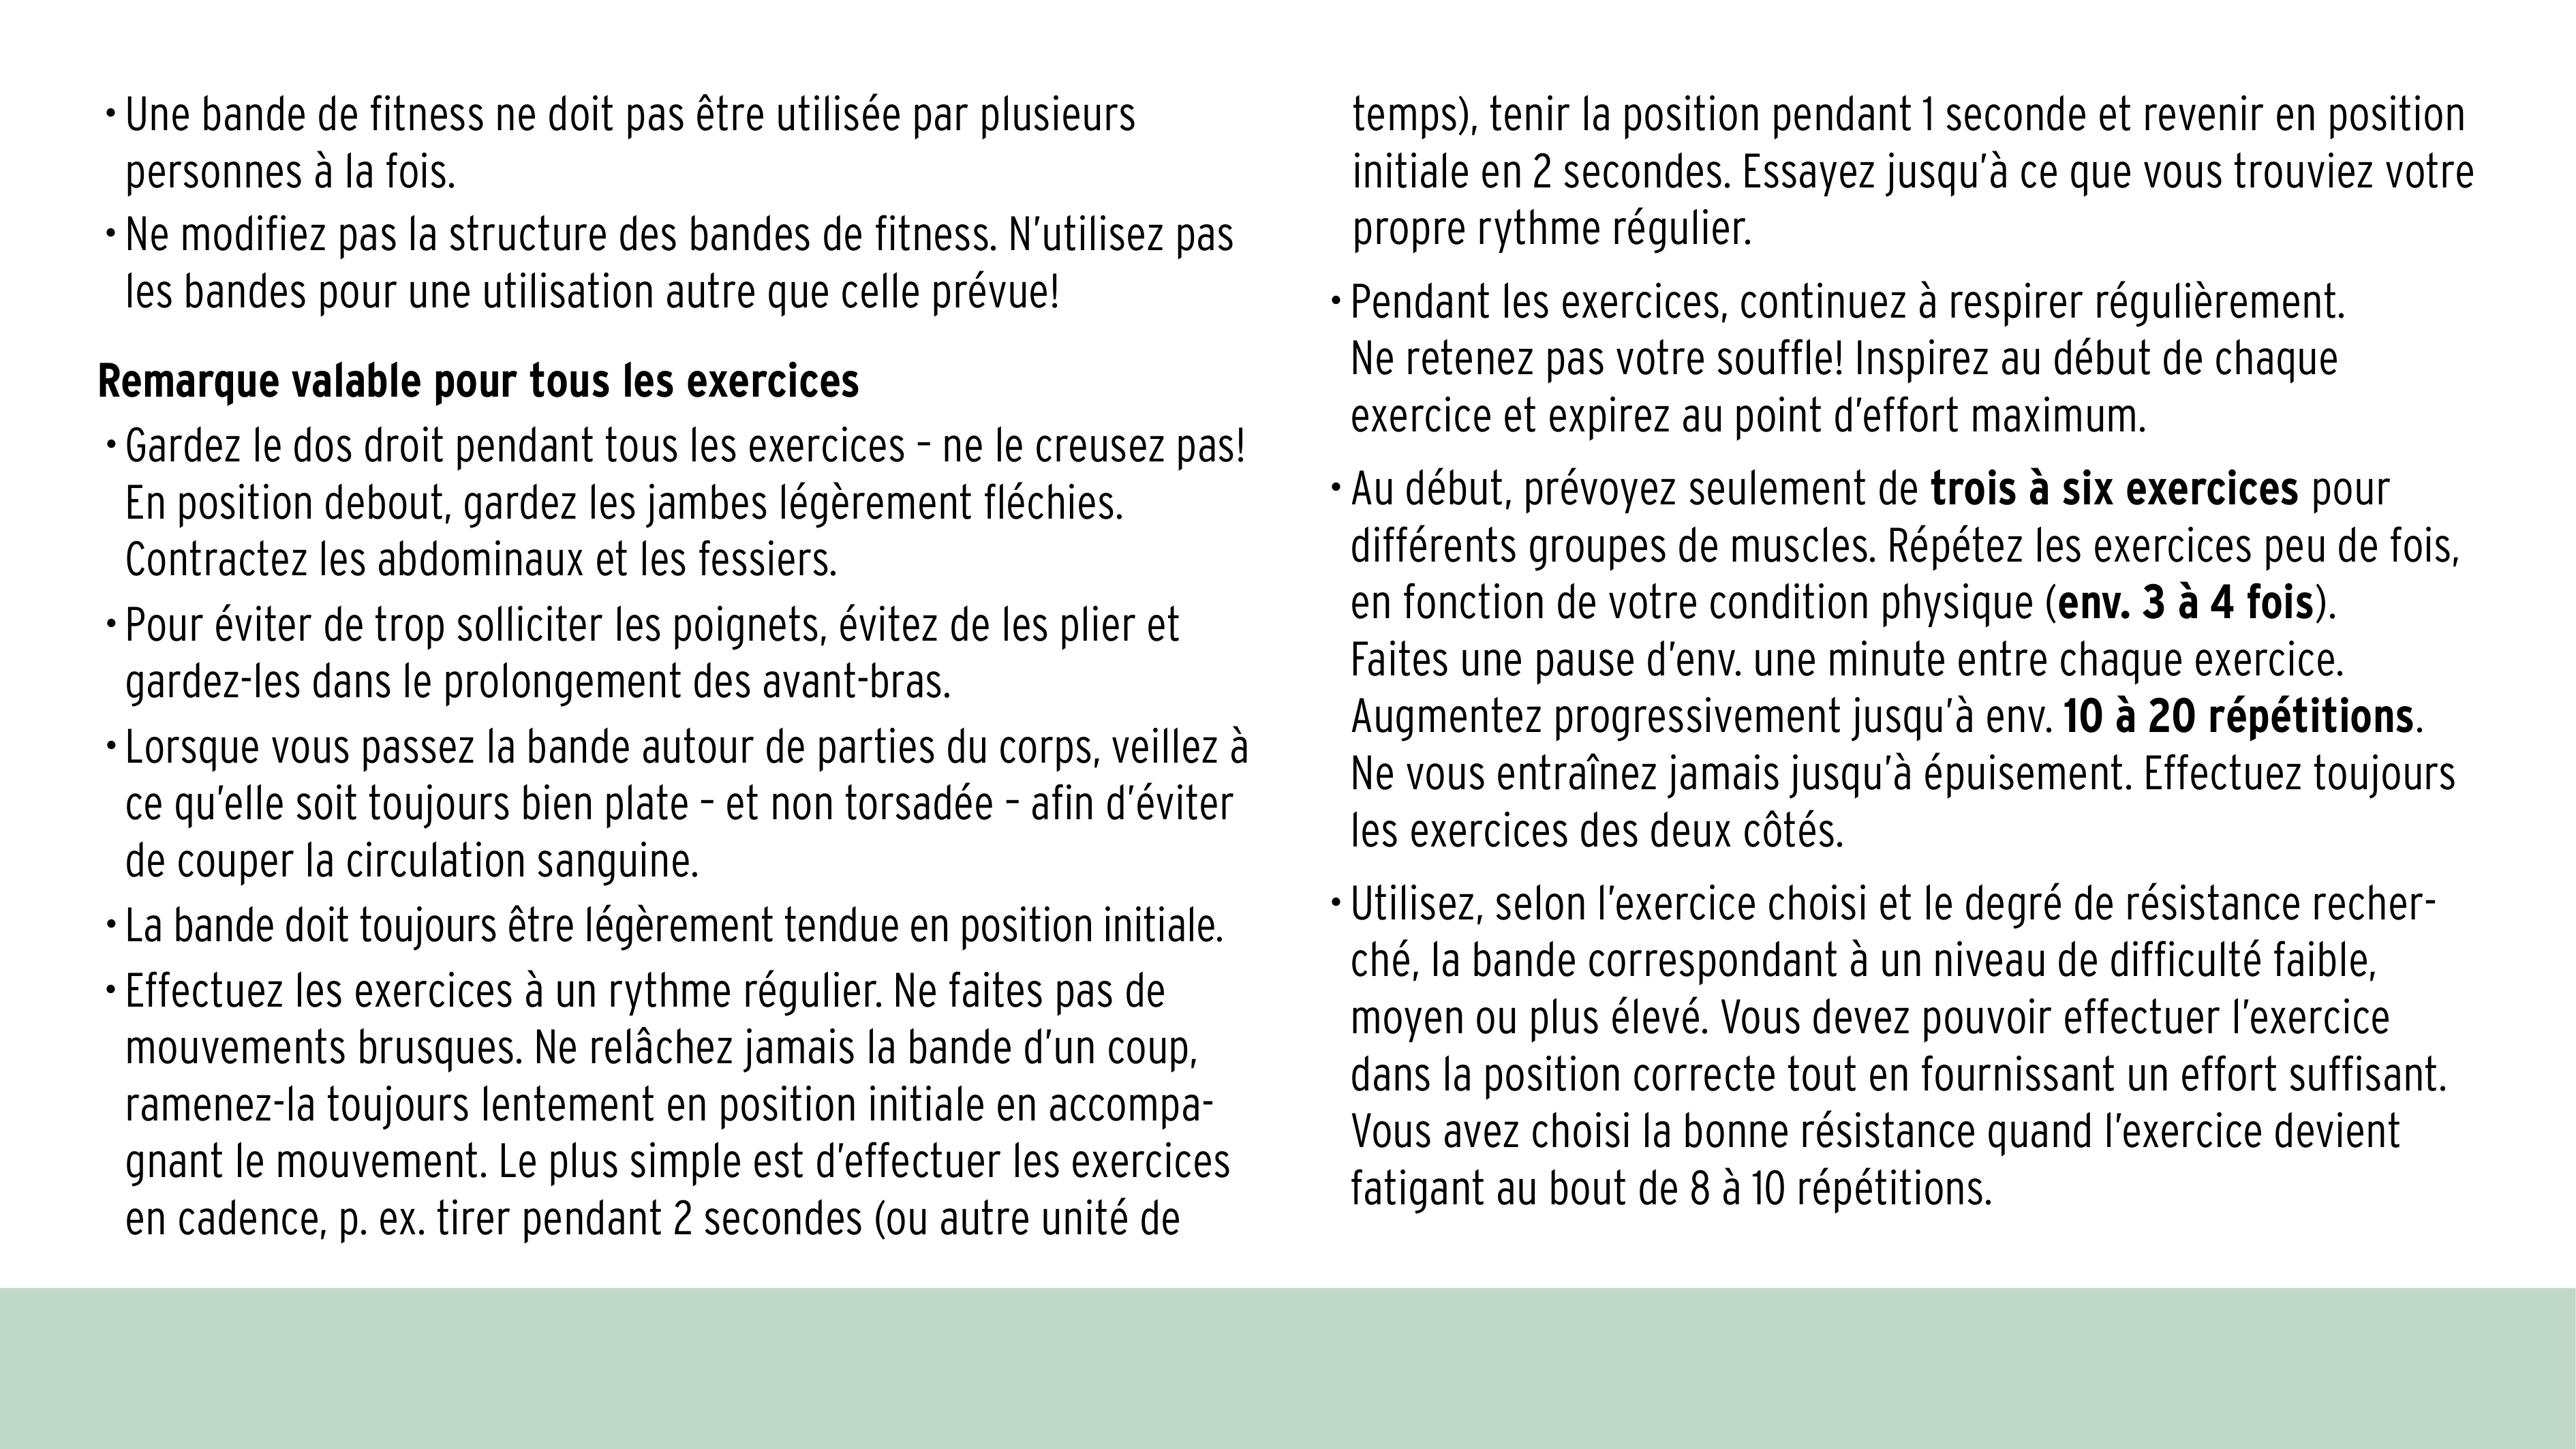 • Une bande de fitness ne doit pas être utilisée par plusieurs
personnes à la fois.
• Ne modifiez pas la structure des bandes de fitness. N’utilisez pas
les bandes pour une utilisation autre que celle prévue!
Remarque valable pour tous les exercices
• Gardez le dos droit pendant tous les exercices – ne le creusez pas!
En position debout, gardez les jambes légèrement fléchies.
Contractez les abdominaux et les fessiers.
• Pour éviter de trop solliciter les poignets, évitez de les plier et
gardez-les dans le prolongement des avant-bras.
• Lorsque vous passez la bande autour de parties du corps, veillez à
ce qu’elle soit toujours bien plate – et non torsadée – afin d’éviter
de couper la circulation sanguine.
• La bande doit toujours être légèrement tendue en position initiale.
• Effectuez les exercices à un rythme régulier. Ne faites pas de
mouvements brusques. Ne relâchez jamais la bande d’un coup,
ramenez-la toujours lentement en position initiale en accompa-
gnant le mouvement. Le plus simple est d’effectuer les exercices
en cadence, p. ex. tirer pendant 2 secondes (ou autre unité de
temps), tenir la position pendant 1 seconde et revenir en position
initiale en 2 secondes. Essayez jusqu’à ce que vous trouviez votre
propre rythme régulier.
• Pendant les exercices, continuez à respirer régulièrement.
Ne retenez pas votre souffle! Inspirez au début de chaque
exercice et expirez au point d’effort maximum.
• Au début, prévoyez seulement de trois à six exercices pour
différents groupes de muscles. Répétez les exercices peu de fois,
en fonction de votre condition physique (env. 3 à 4 fois).
Faites une pause d’env. une minute entre chaque exercice.
Augmentez progressivement jusqu’à env. 10 à 20 répétitions.
Ne vous entraînez jamais jusqu’à épuisement. Effectuez toujours
les exercices des deux côtés.
• Utilisez, selon l’exercice choisi et le degré de résistance recher-
ché, la bande correspondant à un niveau de difficulté faible,
moyen ou plus élevé. Vous devez pouvoir effectuer l’exercice
dans la position correcte tout en fournissant un effort suffisant.
Vous avez choisi la bonne résistance quand l’exercice devient
fatigant au bout de 8 à 10 répétitions.